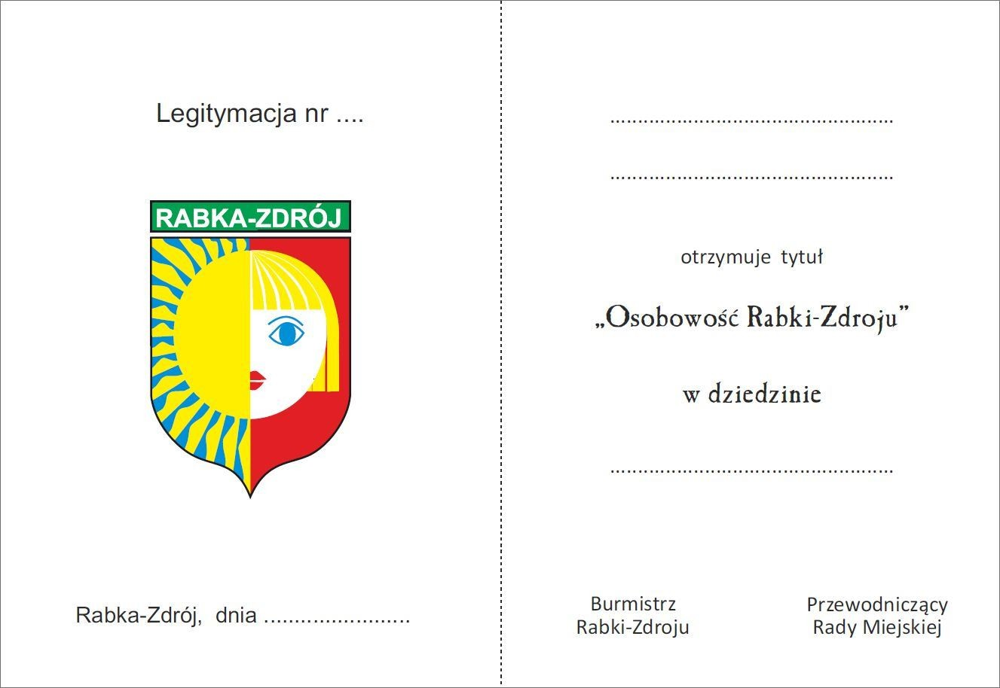 Legitymacja nr ....
RABKA-ZDRÓJ
Rabka-Zdrój, dnia ........................
..................................................
..................................................
otrzymuje tytuł
„Osobowość Rabki-Zdroju”
w dziedzinie
..................................................
Burmistrz
Rabki-Zdroju
Przewodniczący
Rady Miejskiej